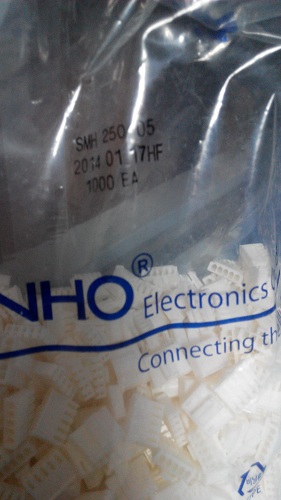 SMH 250-05
2014 01 17HF
1000 EA
NHO® Electronics
Connecting th